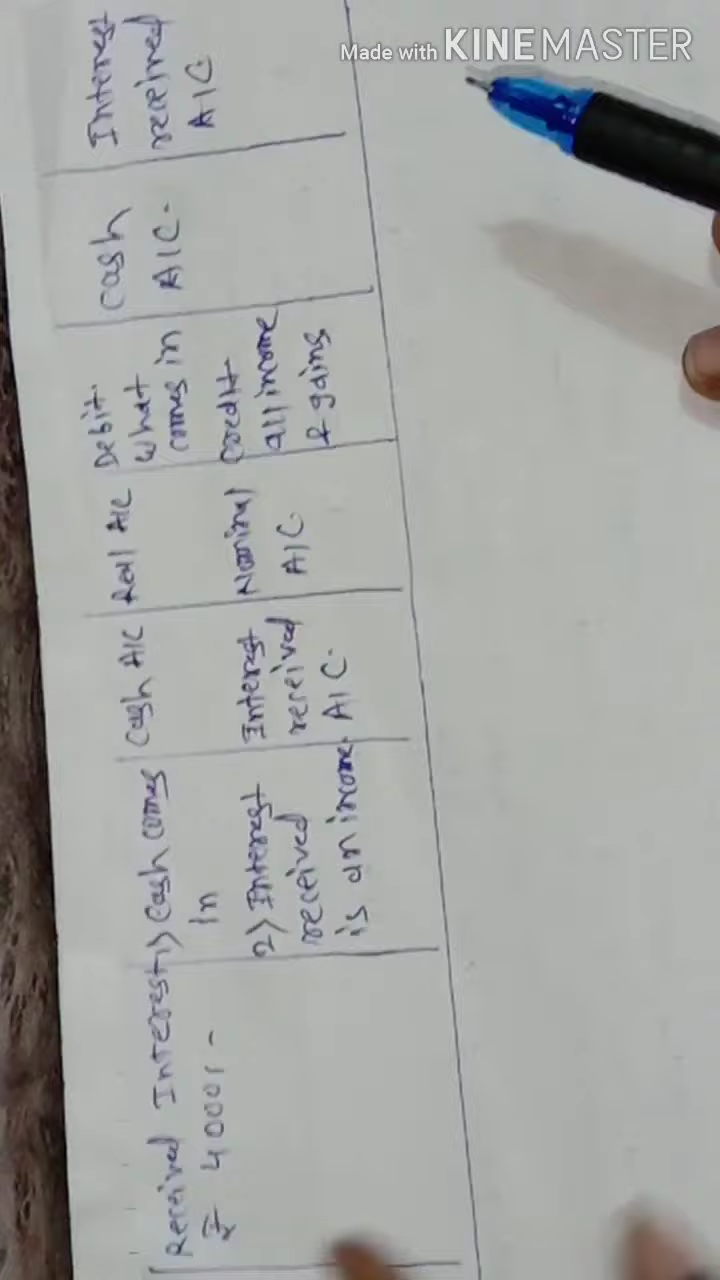 Made with KINEMASTER
Received Interest
₹ 4000/-
1) Cash comes
In
2) Interest
received
is an income.
Cash A/C
Interest
received
A/C.
Real A/C
Nominal
A/C.
Debit.
What
comes in
Credit
all income
& gains
Cash
A/C.
Interest
received
A/C